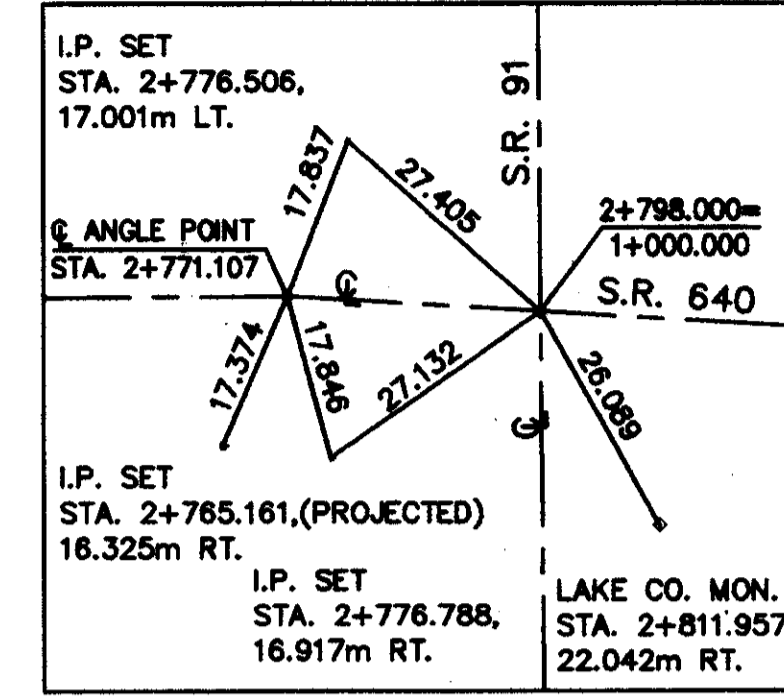 I.P. SET
STA. 2+776.506,
17.001m LT.
S.R. 91
17.837
27.405
2+798.000=
1+000.000
℄ ANGLE POINT
STA. 2+771.107
℄
S.R. 640
17.374
17.846
27.132
26.089
℄
I.P. SET
STA. 2+765.161,(PROJECTED)
16.325m RT.
I.P. SET
STA. 2+776.788,
16.917m RT.
LAKE CO. MON.
STA. 2+811.957
22.042m RT.